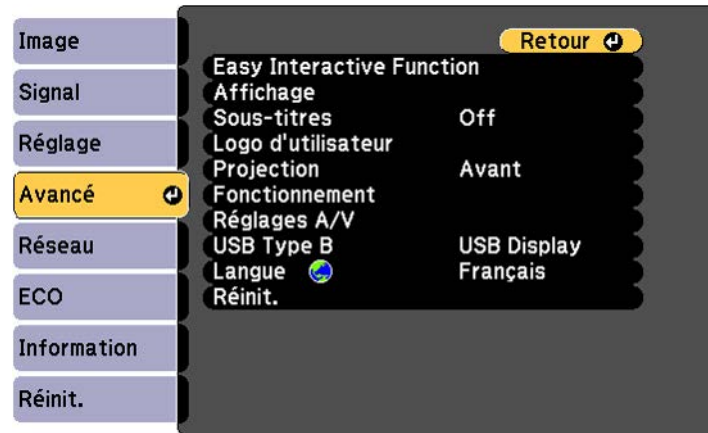 Image
Signal
Réglage
Avancé
Réseau
ECO
Information
Réinit.
Retour
Easy Interactive Function
Affichage
Sous-titres Off
Logo d'utilisateur
Projection Avant
Fonctionnement
Réglages A/V
USB Type B USB Display
Langue Français
Réinit.